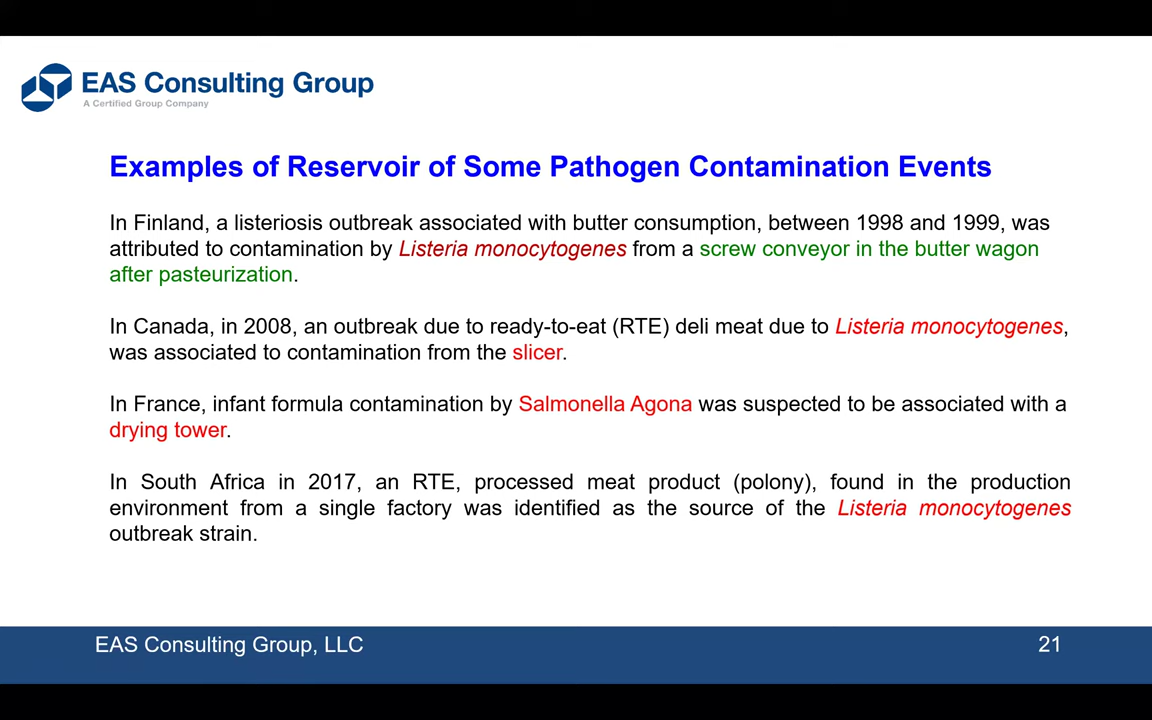 EAS Consulting Group
A Certified Group Company
Examples of Reservoir of Some Pathogen Contamination Events
In Finland, a listeriosis outbreak associated with butter consumption, between 1998 and 1999, was
attributed to contamination by Listeria monocytogenes from a screw conveyor in the butter wagon
after pasteurization.
In Canada, in 2008, an outbreak due to ready-to-eat (RTE) deli meat due to Listeria monocytogenes,
was associated to contamination from the slicer.
In France, infant formula contamination by Salmonella Agona was suspected to be associated with a
drying tower.
In South Africa in 2017, an RTE, processed meat product (polony), found in the production
environment from a single factory was identified as the source of the Listeria monocytogenes
outbreak strain.
EAS Consulting Group, LLC
21